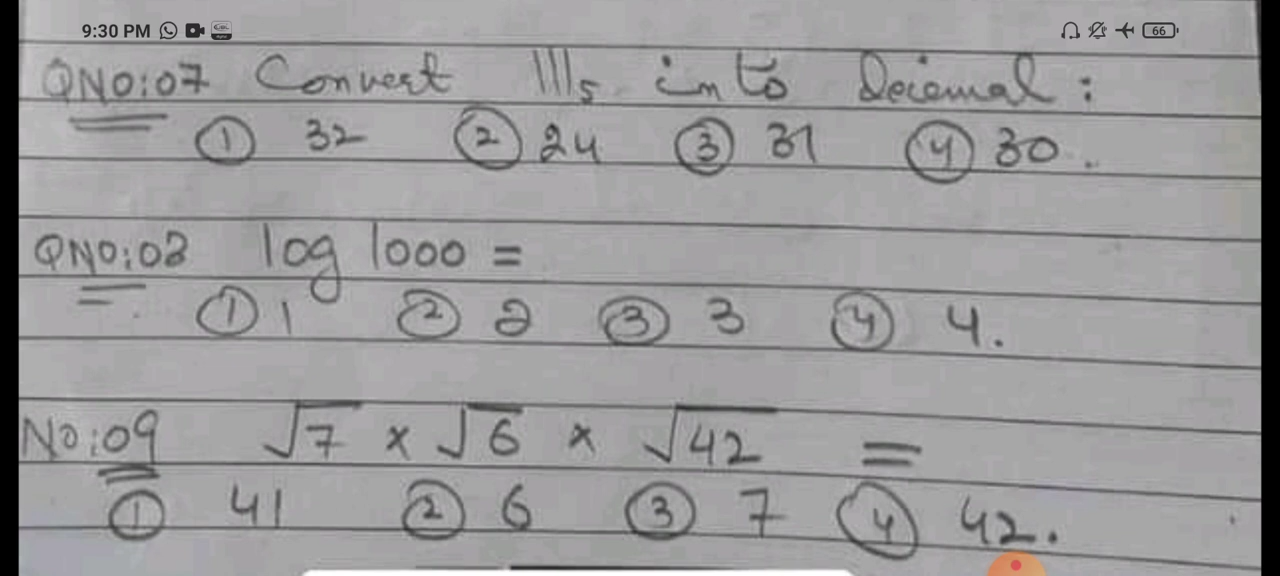 9:30 PM 66
QNO:07 Convert 111₅ into Decemal :
① 32 ② 24 ③ 31 ④ 30 .
QNO:08 log 1000 =
① 1 ② 2 ③ 3 ④ 4.
NO:09 √7 × √6 × √42 =
① 41 ② 6 ③ 7 ④ 42.